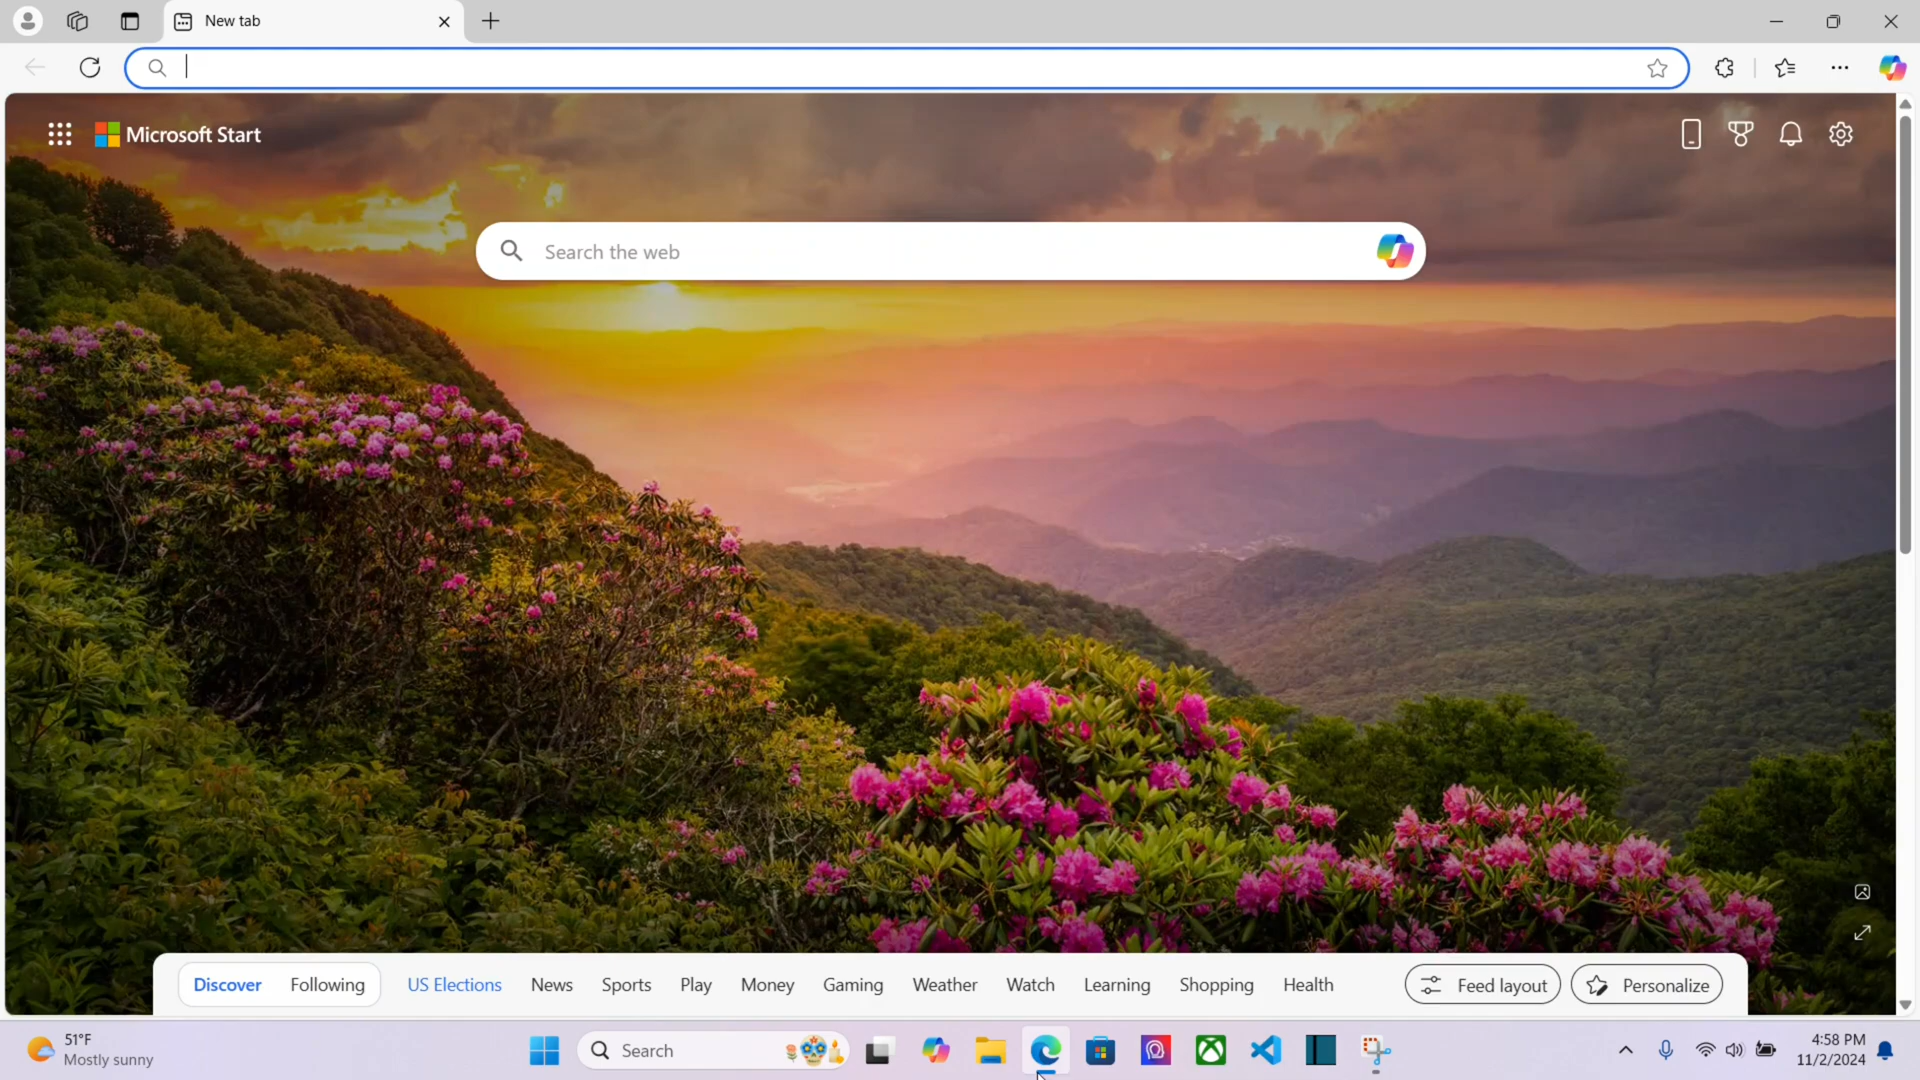 New tab
Microsoft Start
Search the web
Discover Following US Elections News Sports Play Money Gaming Weather Watch Learning Shopping Health Feed layout Personalize
51°F
Mostly sunny
Search
4:58 PM
11/2/2024